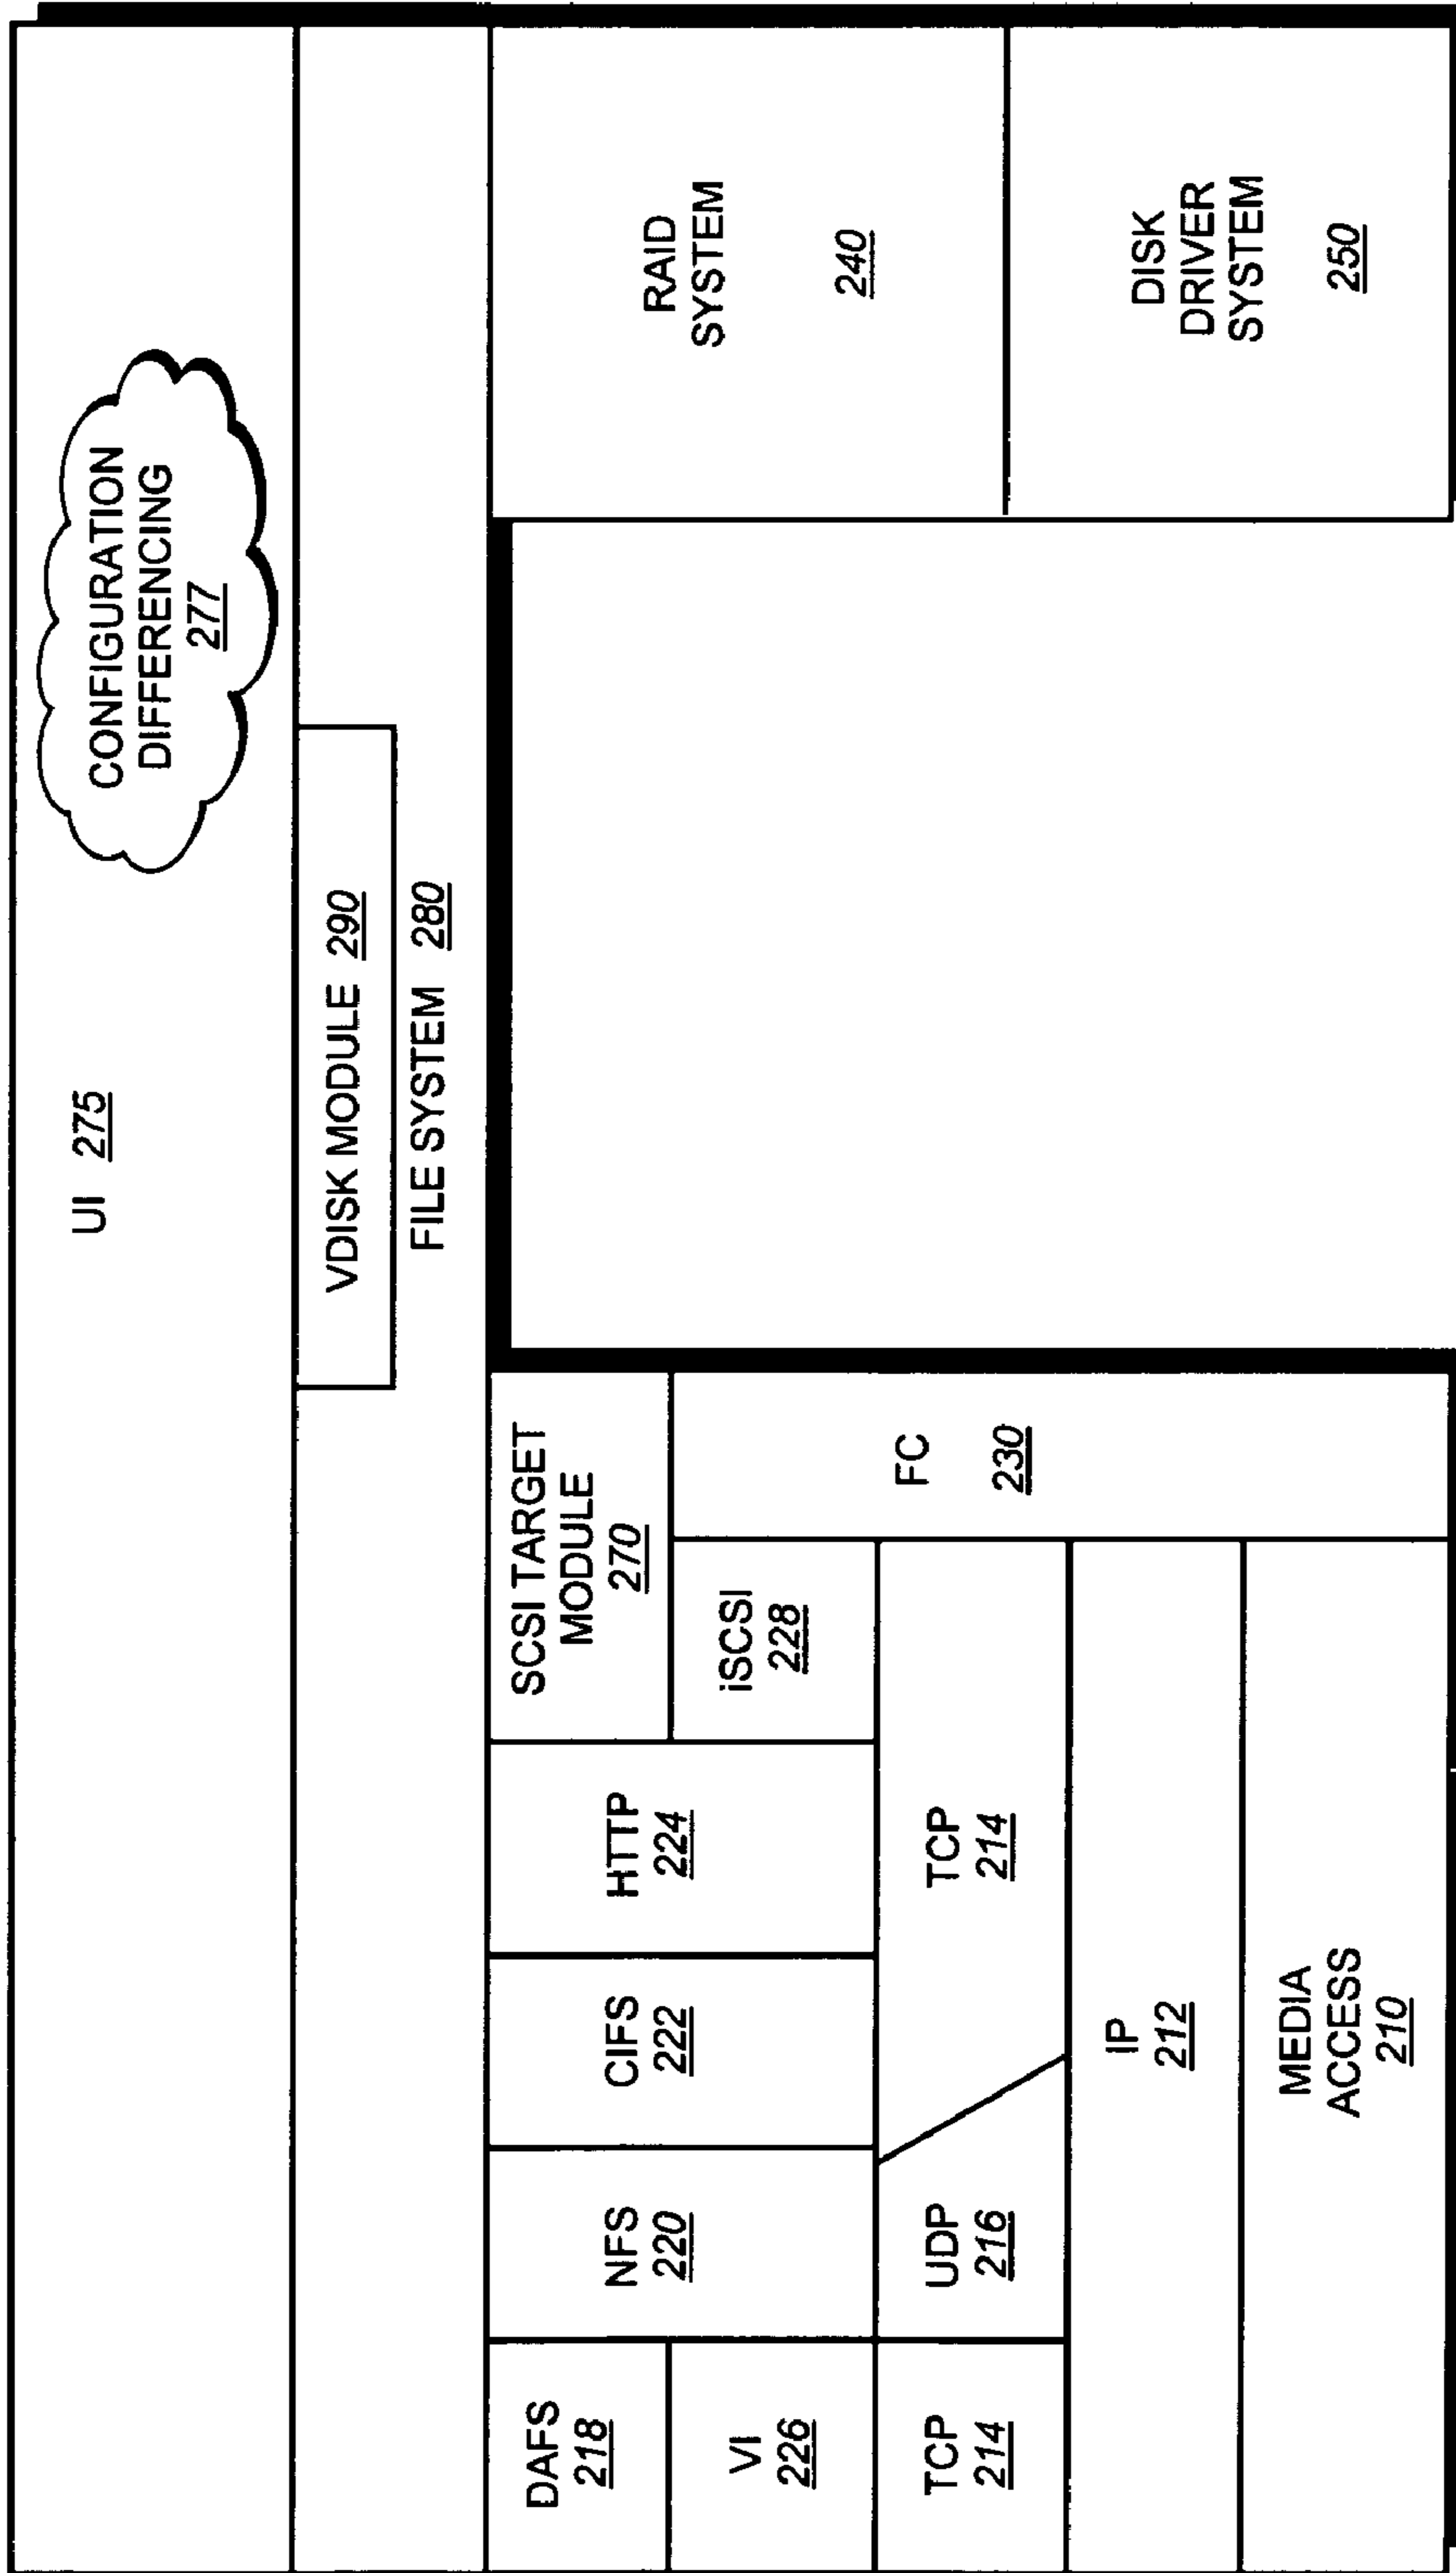 UI 275
CONFIGURATION
DIFFERENCING
277
VDISK MODULE 290
FILE SYSTEM 280
DAFS
218
VI
226
TCP
214
NFS
220
UDP
216
CIFS
222
HTTP
224
TCP
214
SCSI TARGET
MODULE
270
iSCSI
228
FC
230
IP
212
MEDIA
ACCESS
210
RAID
SYSTEM
240
DISK
DRIVER
SYSTEM
250